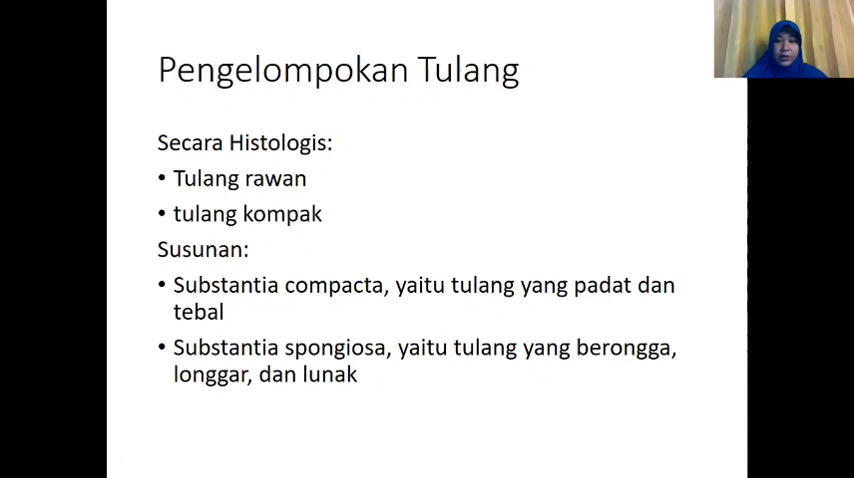 Pengelompokan Tulang
Secara Histologis:
• Tulang rawan
• tulang kompak
Susunan:
• Substantia compacta, yaitu tulang yang padat dan
tebal
• Substantia spongiosa, yaitu tulang yang berongga,
longgar, dan lunak